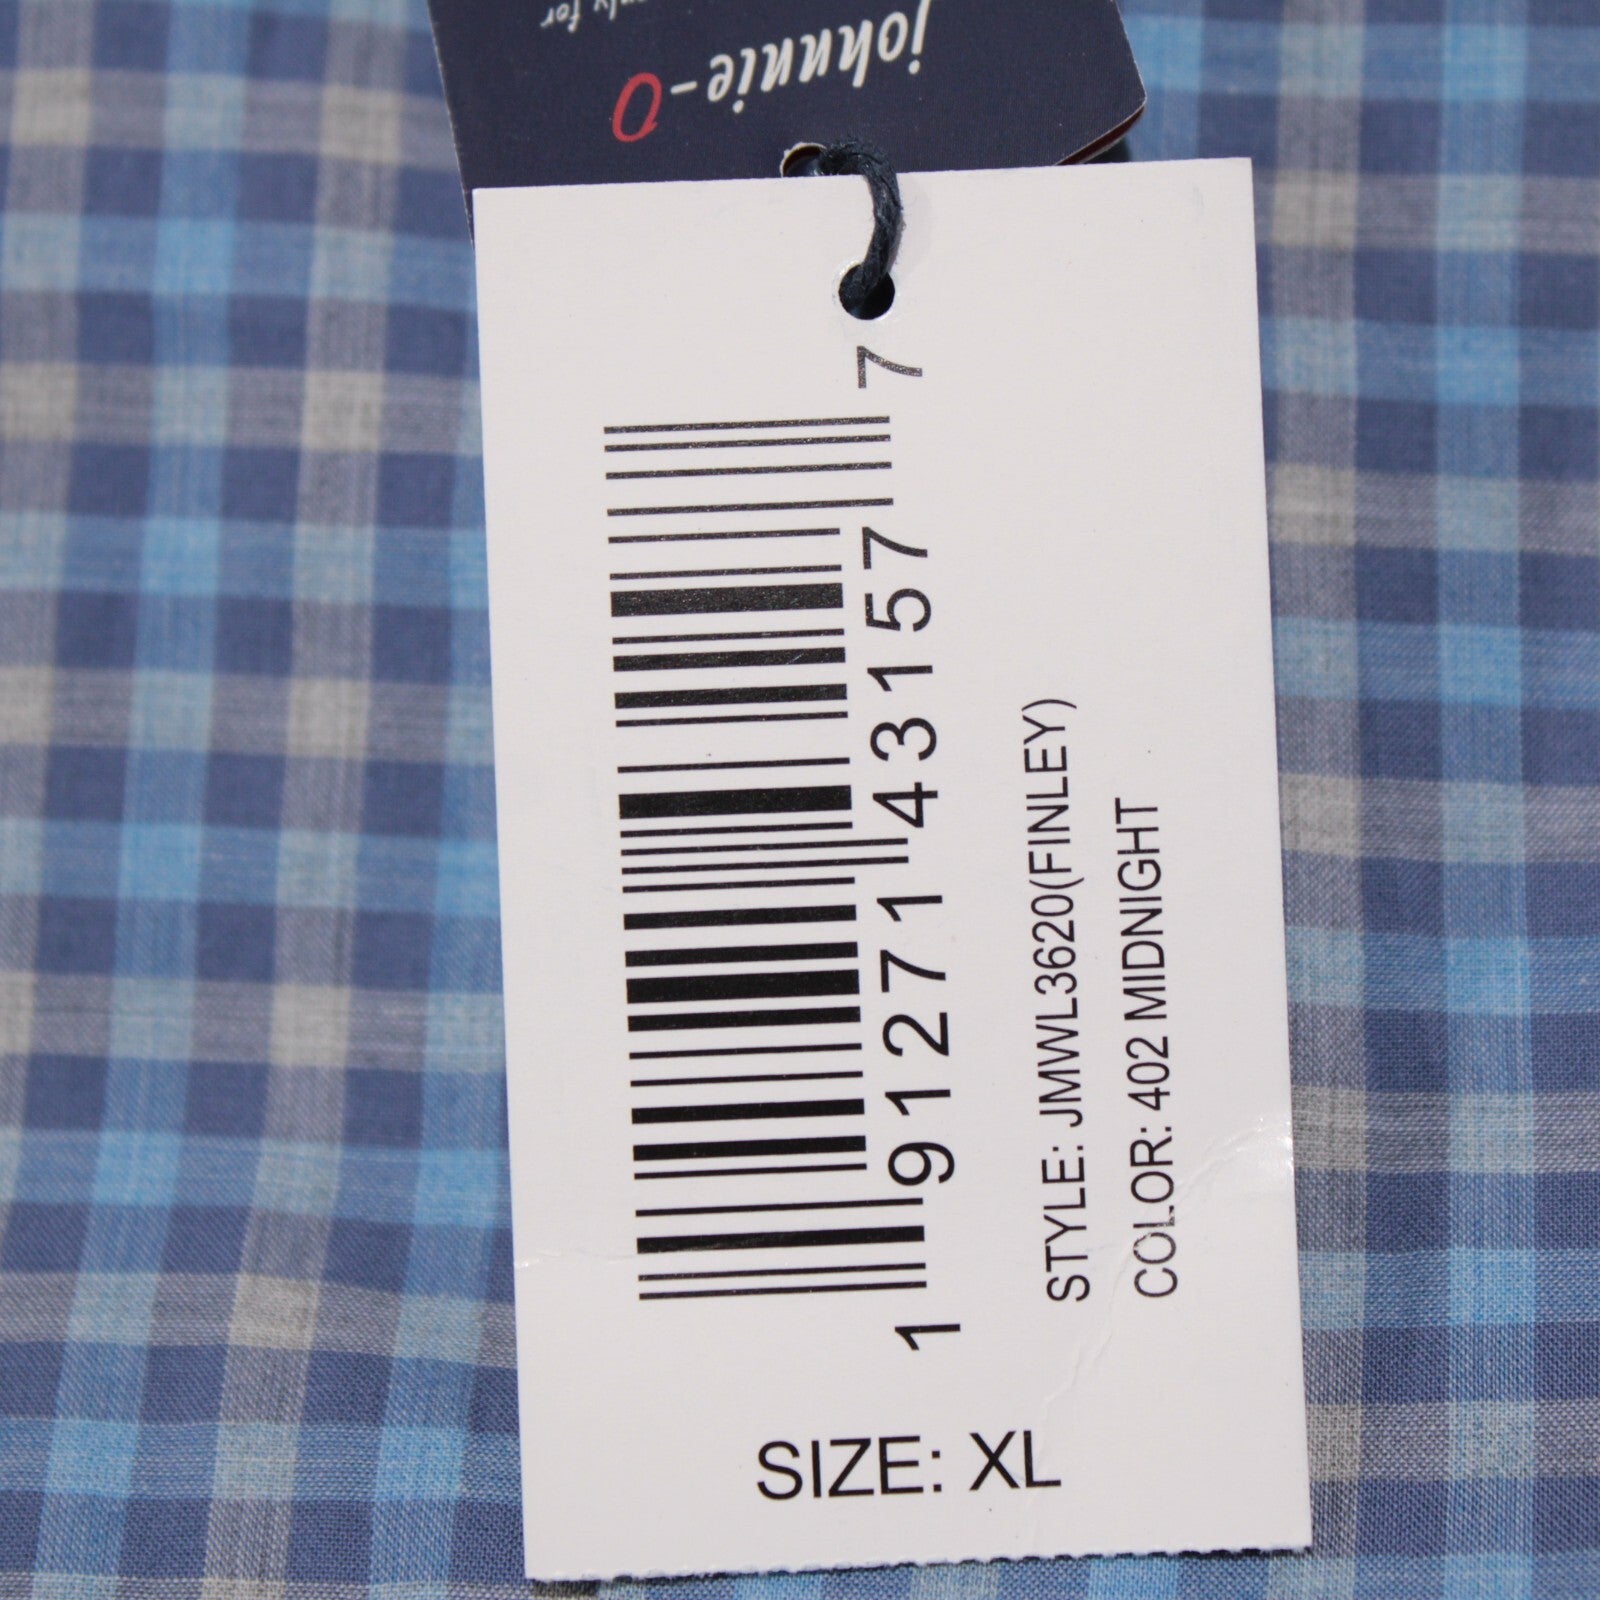 johnnie-O
1 91271 43157 7
STYLE: JMWL3620(FINLEY)
COLOR: 402 MIDNIGHT
SIZE: XL